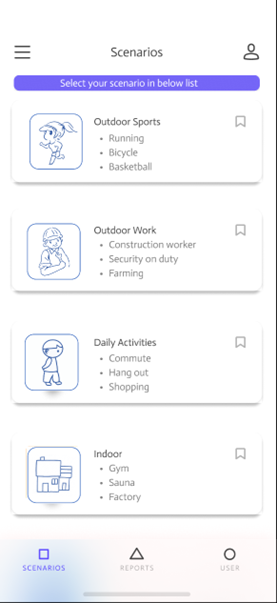 Scenarios
Select your scenario in below list
Outdoor Sports
• Running
• Bicycle
• Basketball
Outdoor Work
• Construction worker
• Security on duty
• Farming
Daily Activities
• Commute
• Hang out
• Shopping
Indoor
• Gym
• Sauna
• Factory
SCENARIOS REPORTS USER